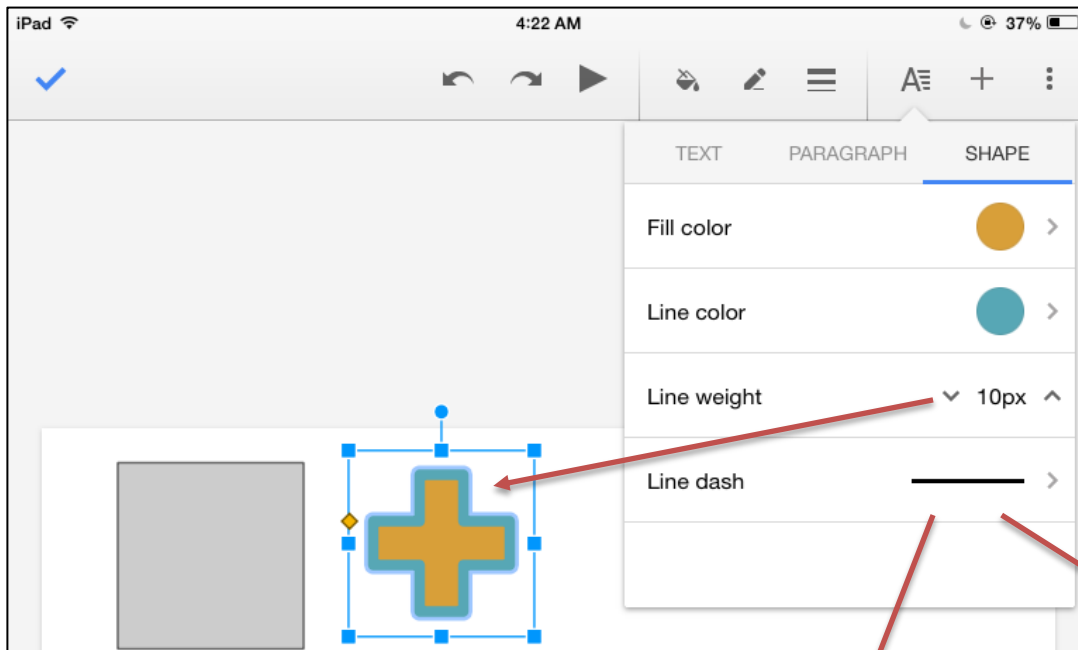 iPad 4:22 AM 37%
A
TEXT PARAGRAPH SHAPE
Fill color
Line color
Line weight 10px
Line dash